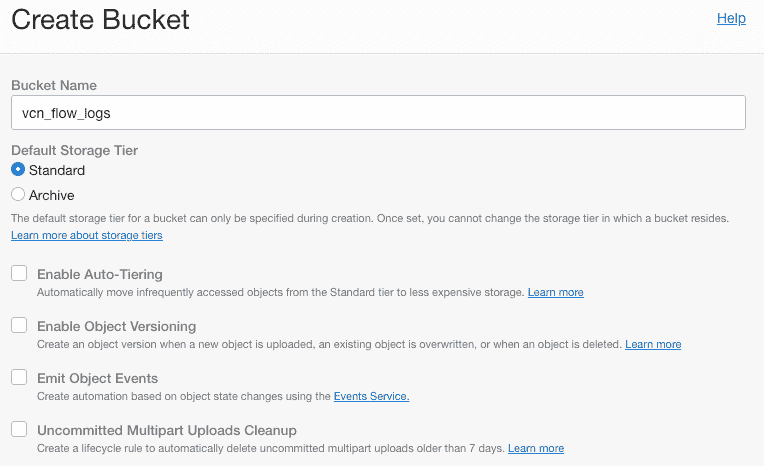 Create Bucket
Help
Bucket Name
vcn_flow_logs
Default Storage Tier
Standard
Archive
The default storage tier for a bucket can only be specified during creation. Once set, you cannot change the storage tier in which a bucket resides.
Learn more about storage tiers
Enable Auto-Tiering
Automatically move infrequently accessed objects from the Standard tier to less expensive storage. Learn more
Enable Object Versioning
Create an object version when a new object is uploaded, an existing object is overwritten, or when an object is deleted. Learn more
Emit Object Events
Create automation based on object state changes using the Events Service.
Uncommitted Multipart Uploads Cleanup
Create a lifecycle rule to automatically delete uncommitted multipart uploads older than 7 days. Learn more